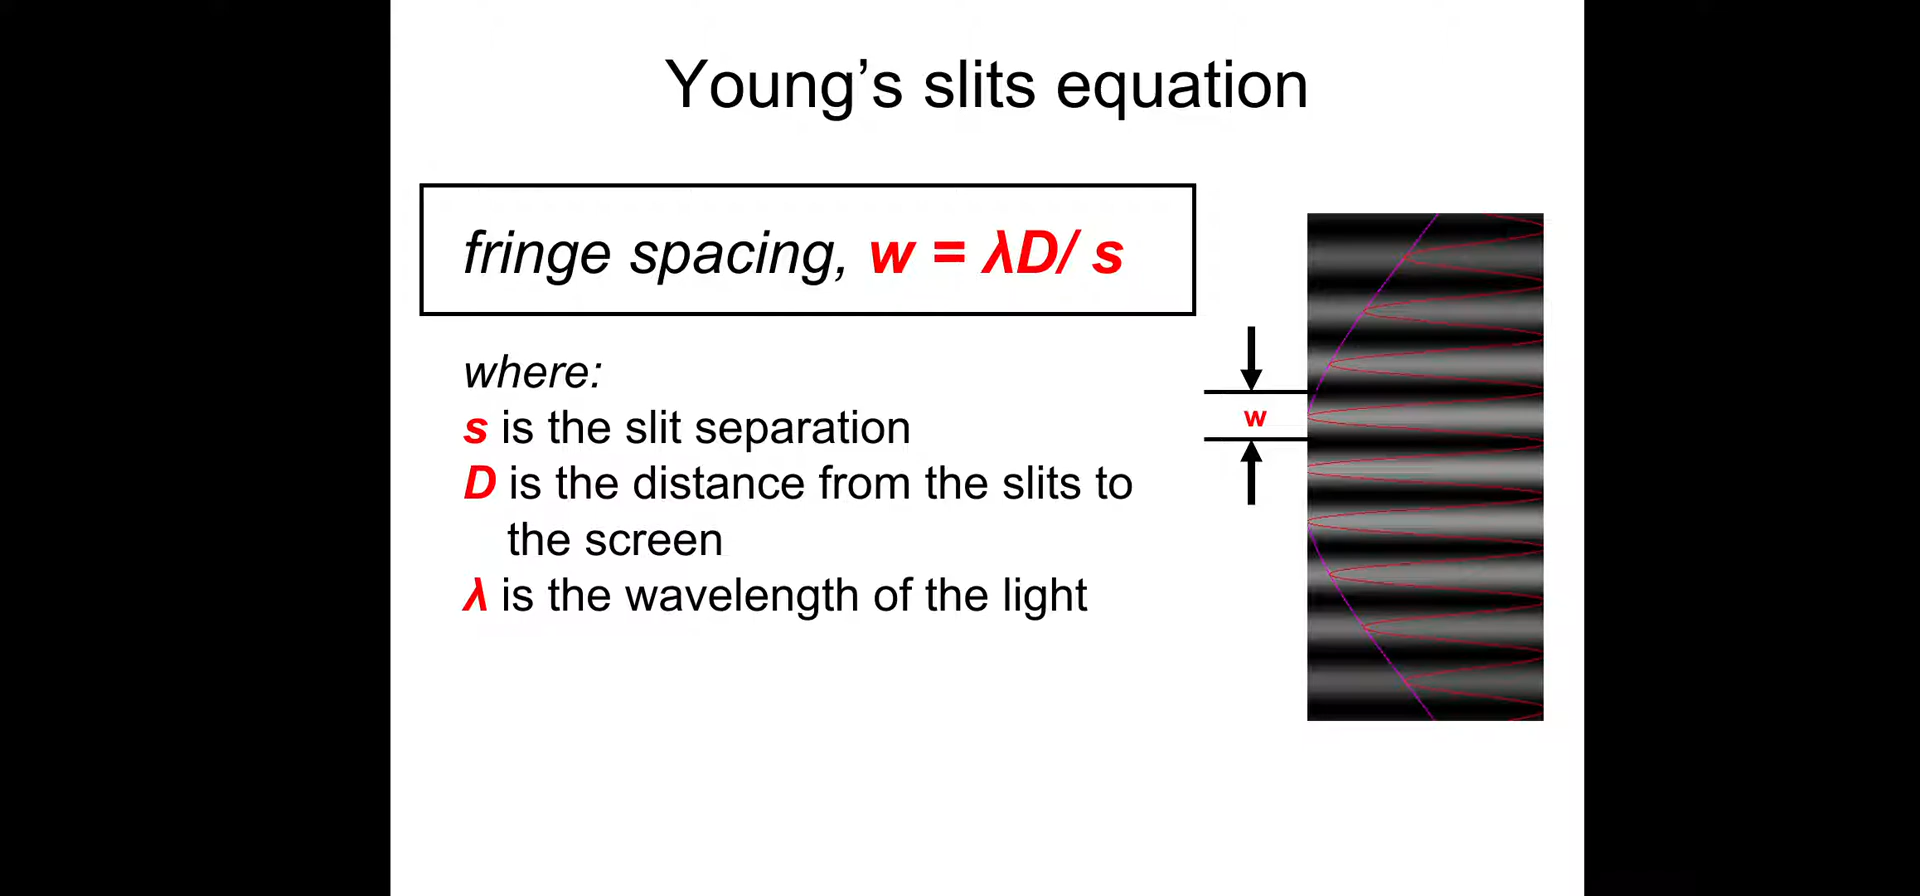 Young’s slits equation
fringe spacing, w = λD/ s
where:
s is the slit separation
D is the distance from the slits to
the screen
λ is the wavelength of the light
w